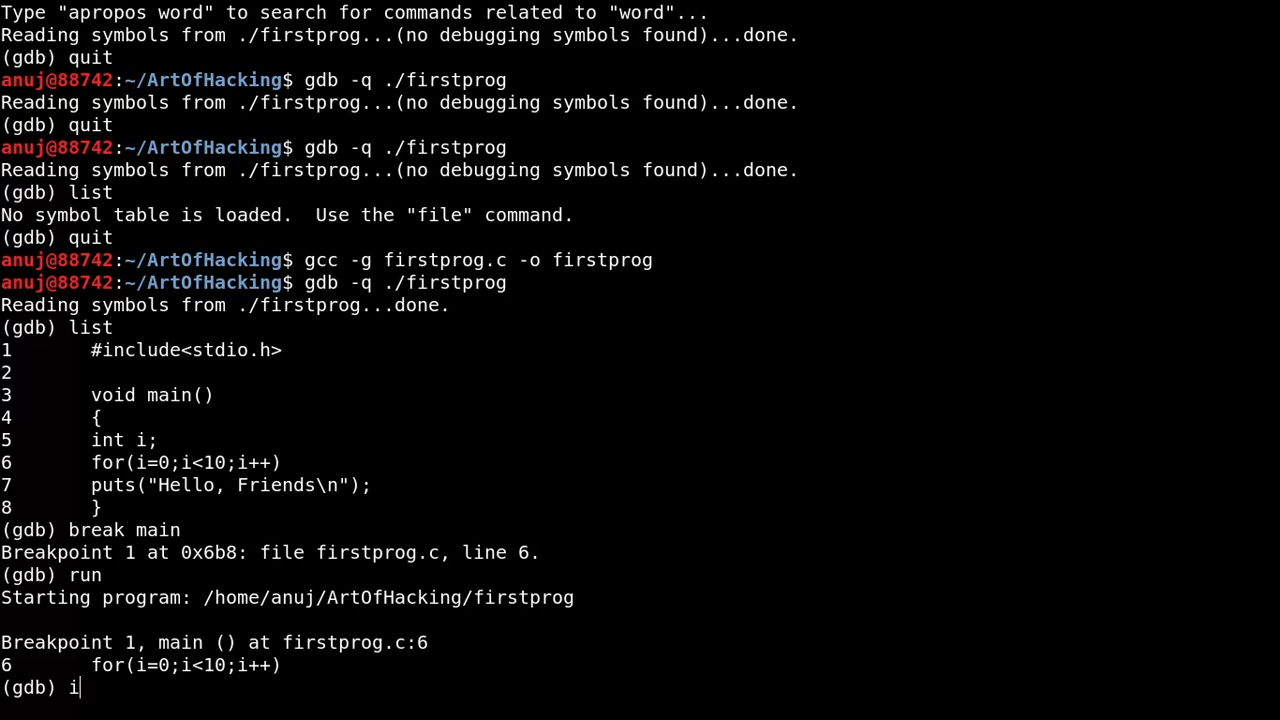 Type "apropos word" to search for commands related to "word"...
Reading symbols from ./firstprog...(no debugging symbols found)...done.
(gdb) quit
anuj@88742:~/ArtOfHacking$ gdb -q ./firstprog
Reading symbols from ./firstprog...(no debugging symbols found)...done.
(gdb) quit
anuj@88742:~/ArtOfHacking$ gdb -q ./firstprog
Reading symbols from ./firstprog...(no debugging symbols found)...done.
(gdb) list
No symbol table is loaded.  Use the "file" command.
(gdb) quit
anuj@88742:~/ArtOfHacking$ gcc -g firstprog.c -o firstprog
anuj@88742:~/ArtOfHacking$ gdb -q ./firstprog
Reading symbols from ./firstprog...done.
(gdb) list
1       #include<stdio.h>
2
3       void main()
4       {
5       int i;
6       for(i=0;i<10;i++)
7       puts("Hello, Friends\n");
8       }
(gdb) break main
Breakpoint 1 at 0x6b8: file firstprog.c, line 6.
(gdb) run
Starting program: /home/anuj/ArtOfHacking/firstprog
Breakpoint 1, main () at firstprog.c:6
6       for(i=0;i<10;i++)
(gdb) i